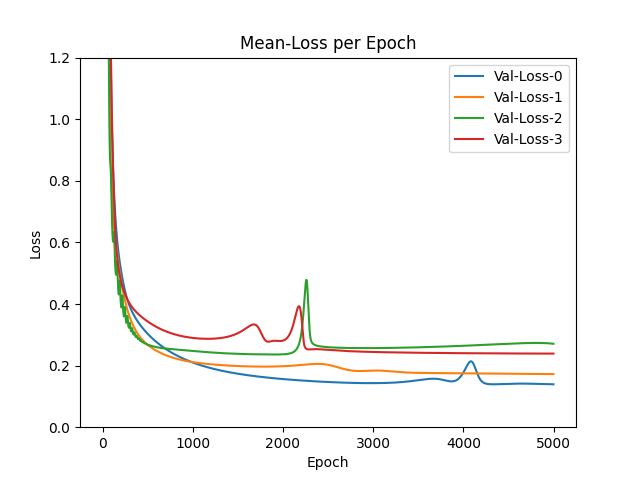 Mean-Loss per Epoch
1.2
1.0
0.8
0.6
0.4
0.2
0.0
Loss
Val-Loss-0
Val-Loss-1
Val-Loss-2
Val-Loss-3
0 1000 2000 3000 4000 5000
Epoch